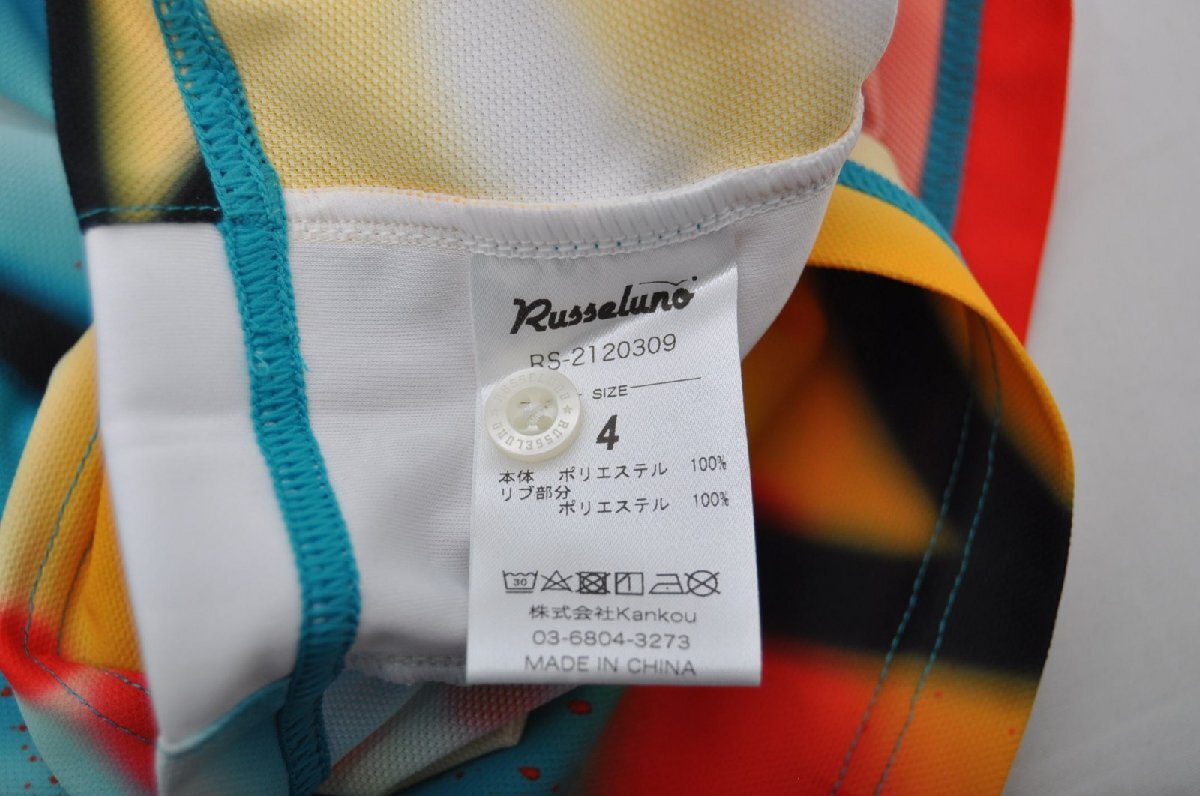 Russeluno
RS-2120309
SIZE
4
本体 ポリエステル 100%
リブ部分
ポリエステル 100%
30
株式会社Kankou
03-6804-3273
MADE IN CHINA
RUSSELUNO